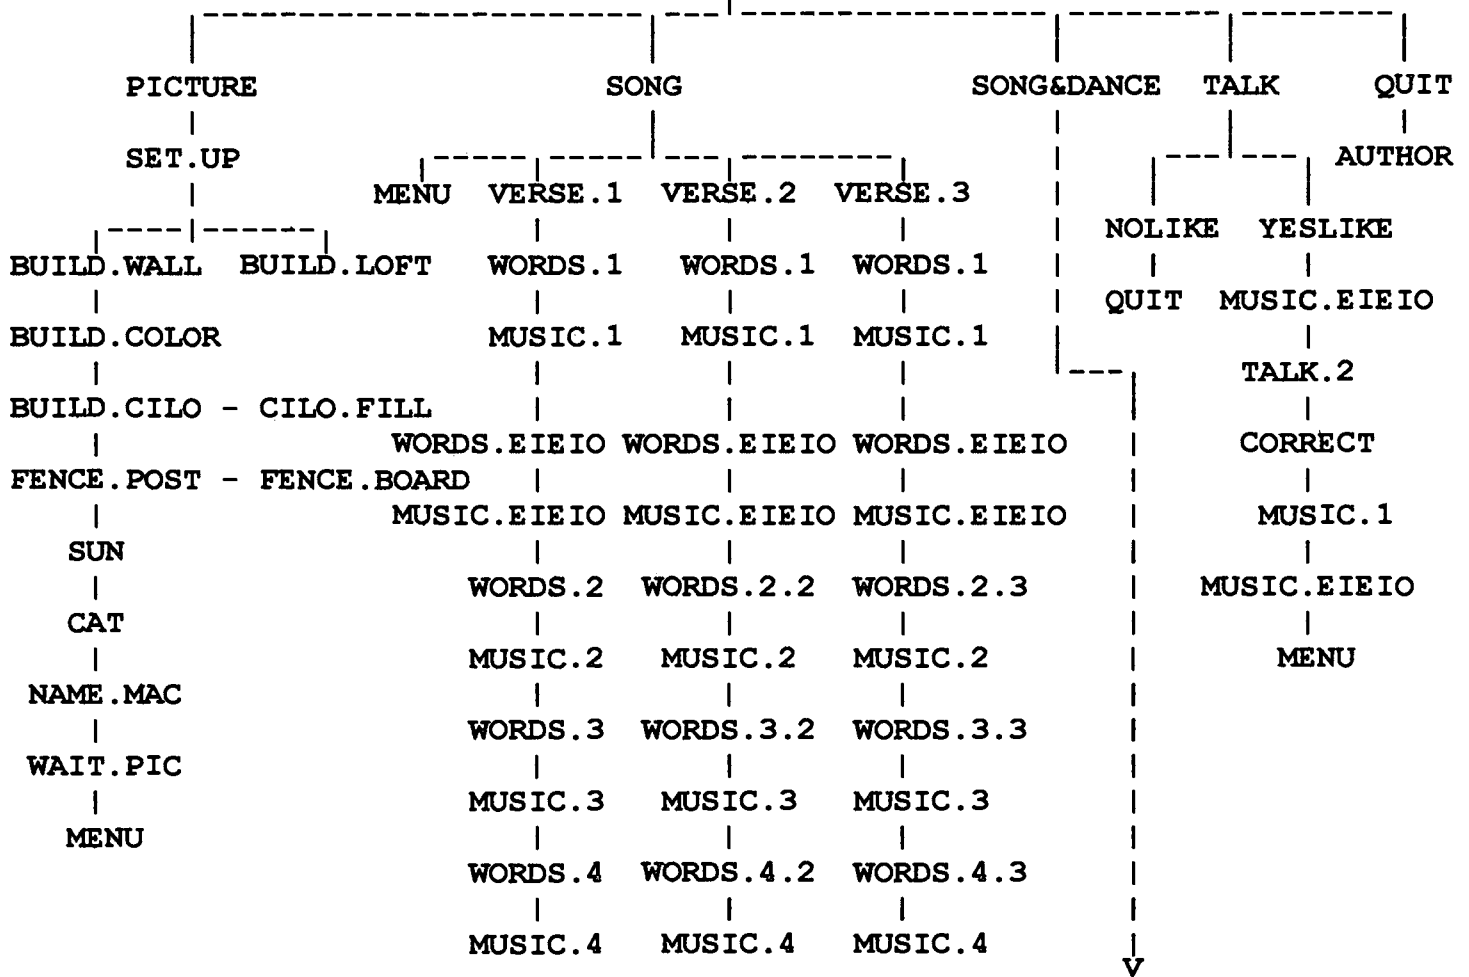 PICTURE SONG SONG&DANCE TALK QUIT
SET.UP AUTHOR
MENU VERSE.1 VERSE.2 VERSE.3
NOLIKE YESLIKE
BUILD.WALL BUILD.LOFT WORDS.1 WORDS.1 WORDS.1
QUIT MUSIC.EIEIO
BUILD.COLOR MUSIC.1 MUSIC.1 MUSIC.1
TALK.2
BUILD.CILO - CILO.FILL
WORDS.EIEIO WORDS.EIEIO WORDS.EIEIO CORRECT
FENCE.POST - FENCE.BOARD
MUSIC.EIEIO MUSIC.EIEIO MUSIC.EIEIO MUSIC.1
SUN
WORDS.2 WORDS.2.2 WORDS.2.3 MUSIC.EIEIO
CAT
MUSIC.2 MUSIC.2 MUSIC.2 MENU
NAME.MAC
WORDS.3 WORDS.3.2 WORDS.3.3
WAIT.PIC
MUSIC.3 MUSIC.3 MUSIC.3
MENU
WORDS.4 WORDS.4.2 WORDS.4.3
MUSIC.4 MUSIC.4 MUSIC.4
V